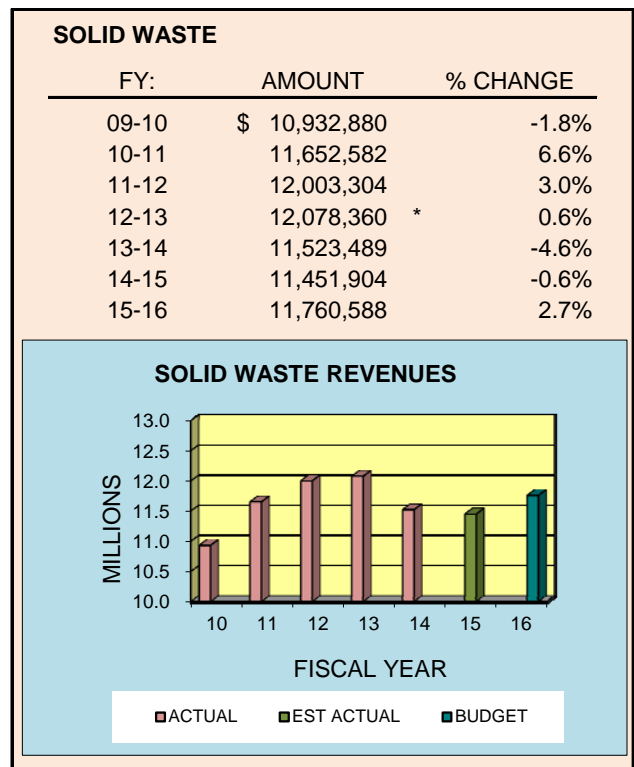 SOLID WASTE
FY: AMOUNT % CHANGE
09-10 $ 10,932,880 -1.8%
10-11 11,652,582 6.6%
11-12 12,003,304 3.0%
12-13 12,078,360 * 0.6%
13-14 11,523,489 -4.6%
14-15 11,451,904 -0.6%
15-16 11,760,588 2.7%
SOLID WASTE REVENUES
13.0
12.5
12.0
11.5
11.0
10.5
10.0
MILLIONS
10 11 12 13 14 15 16
FISCAL YEAR
ACTUAL EST ACTUAL BUDGET